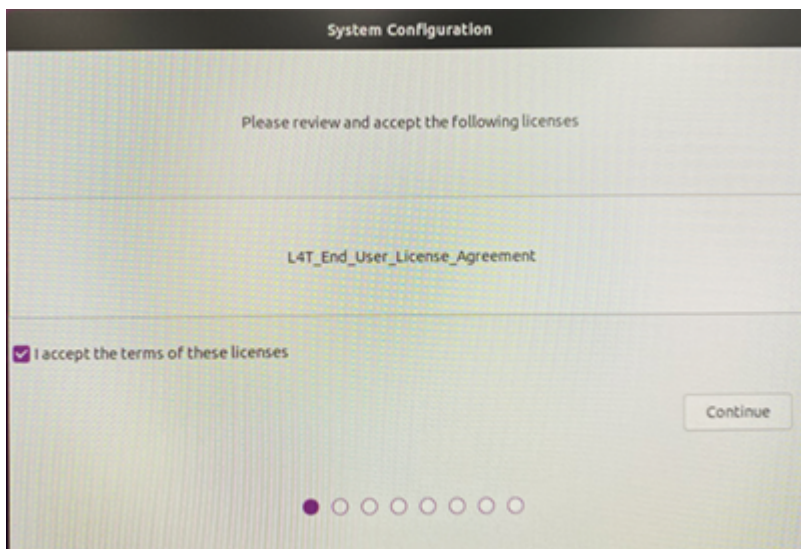 System Configuration
Please review and accept the following licenses
L4T_End_User_License_Agreement
I accept the terms of these licenses
Continue